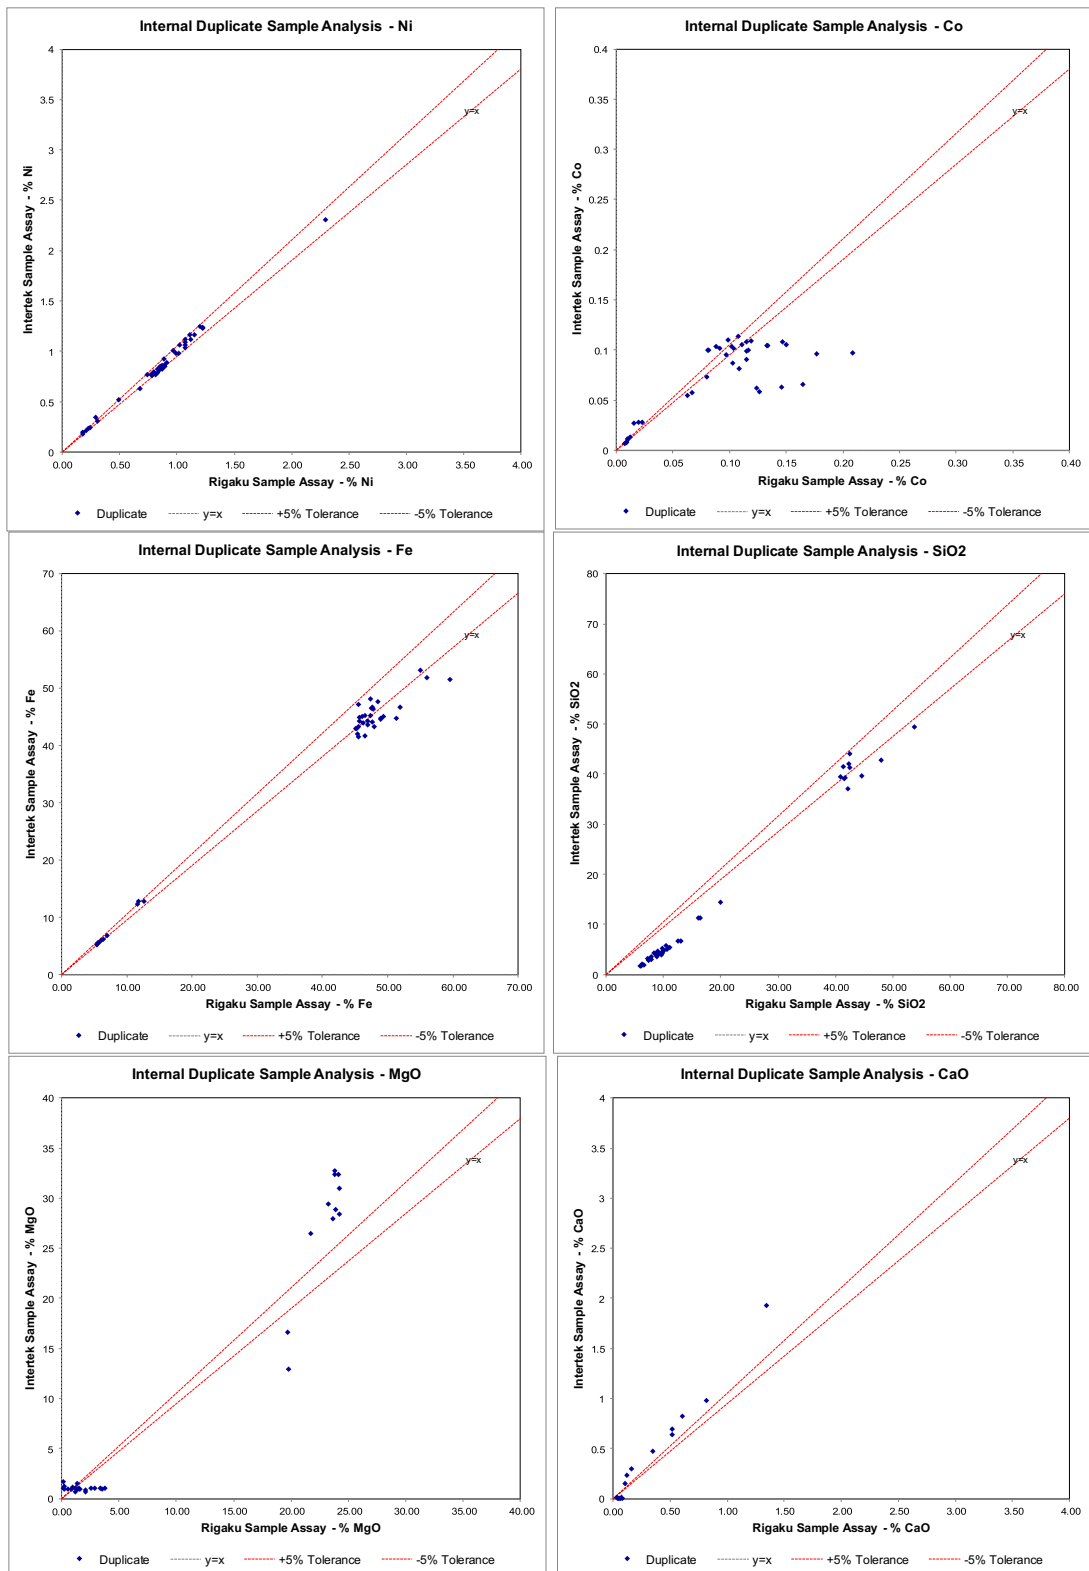 Internal Duplicate Sample Analysis - Ni
Intertek Sample Assay - % Ni
4
3.5
3
2.5
2
1.5
1
0.5
0
y=x
0.00 0.50 1.00 1.50 2.00 2.50 3.00 3.50 4.00
Rigaku Sample Assay - % Ni
Duplicate y=x +5% Tolerance -5% Tolerance
Internal Duplicate Sample Analysis - Co
Intertek Sample Assay - % Co
0.4
0.35
0.3
0.25
0.2
0.15
0.1
0.05
0
y=x
0.00 0.05 0.10 0.15 0.20 0.25 0.30 0.35 0.40
Rigaku Sample Assay - % Co
Duplicate y=x +5% Tolerance -5% Tolerance
Internal Duplicate Sample Analysis - Fe
Intertek Sample Assay - % Fe
70
60
50
40
30
20
10
0
y=x
0.00 10.00 20.00 30.00 40.00 50.00 60.00 70.00
Rigaku Sample Assay - % Fe
Duplicate y=x +5% Tolerance -5% Tolerance
Internal Duplicate Sample Analysis - SiO2
Intertek Sample Assay - % SiO2
80
70
60
50
40
30
20
10
0
y=x
0.00 10.00 20.00 30.00 40.00 50.00 60.00 70.00 80.00
Rigaku Sample Assay - % SiO2
Duplicate y=x +5% Tolerance -5% Tolerance
Internal Duplicate Sample Analysis - MgO
Intertek Sample Assay - % MgO
40
35
30
25
20
15
10
5
0
y=x
0.00 5.00 10.00 15.00 20.00 25.00 30.00 35.00 40.00
Rigaku Sample Assay - % MgO
Duplicate y=x +5% Tolerance -5% Tolerance
Internal Duplicate Sample Analysis - CaO
Intertek Sample Assay - % CaO
4
3.5
3
2.5
2
1.5
1
0.5
0
y=x
0.00 0.50 1.00 1.50 2.00 2.50 3.00 3.50 4.00
Rigaku Sample Assay - % CaO
Duplicate y=x +5% Tolerance -5% Tolerance